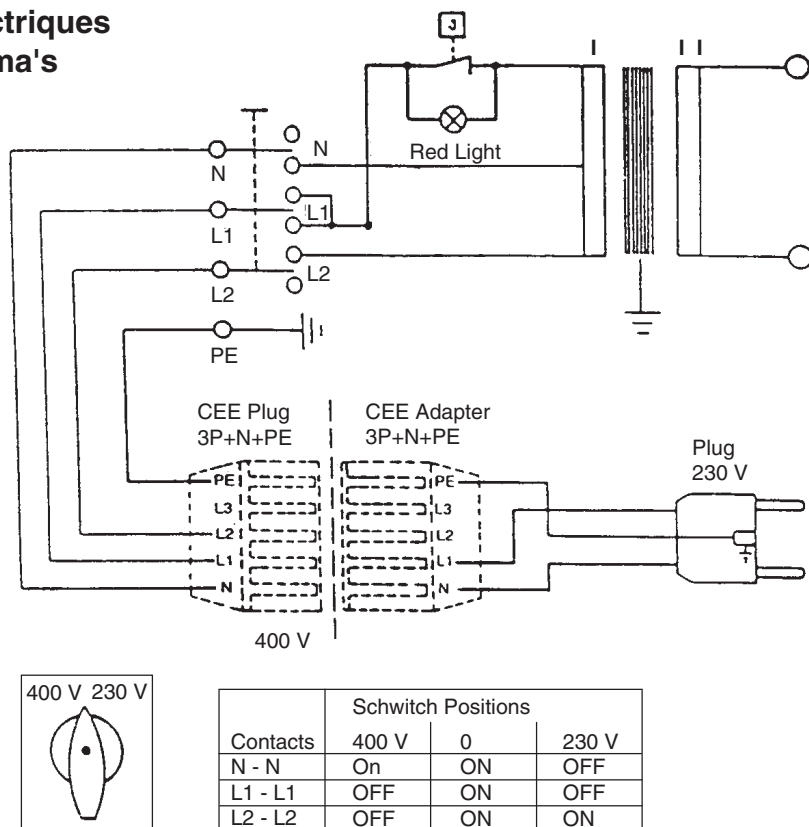 ctriques
ma's
J
I
I I
N
N
Red Light
L1
L1
L2
L2
PE
CEE Plug
3P+N+PE
CEE Adapter
3P+N+PE
Plug
230 V
PE
L3
L2
L1
N
PE
L3
L2
L1
N
400 V
400 V 230 V
Schwitch Positions
Contacts 400 V 0 230 V
N - N On ON OFF
L1 - L1 OFF ON OFF
L2 - L2 OFF ON ON